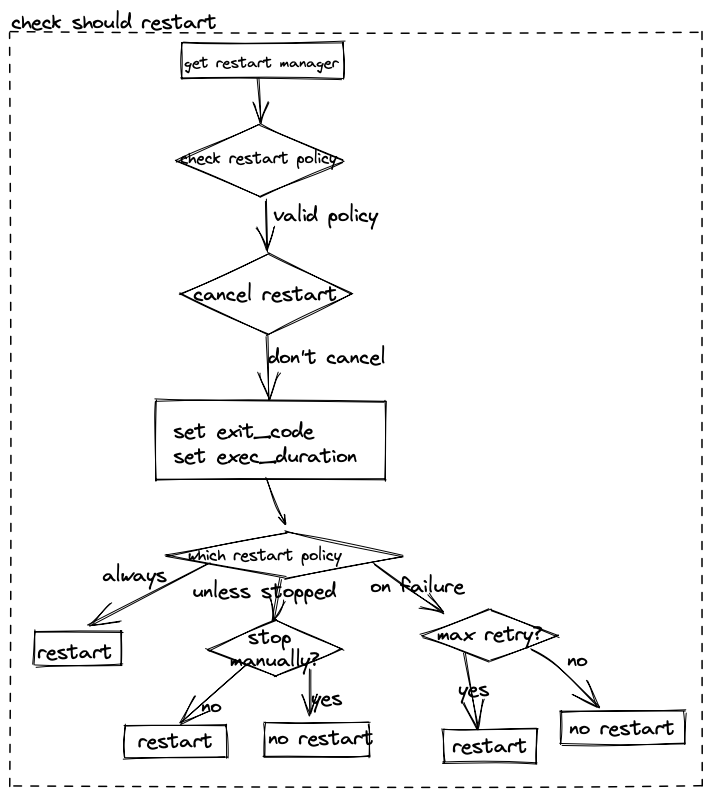 check should restart
get restart manager
check restart policy
valid policy
cancel restart
don't cancel
set exit_code
set exec_duration
which restart policy
always
unless stopped
on failure
restart
stop
manually?
max retry?
no
yes
yes
no
restart
no restart
restart
no restart